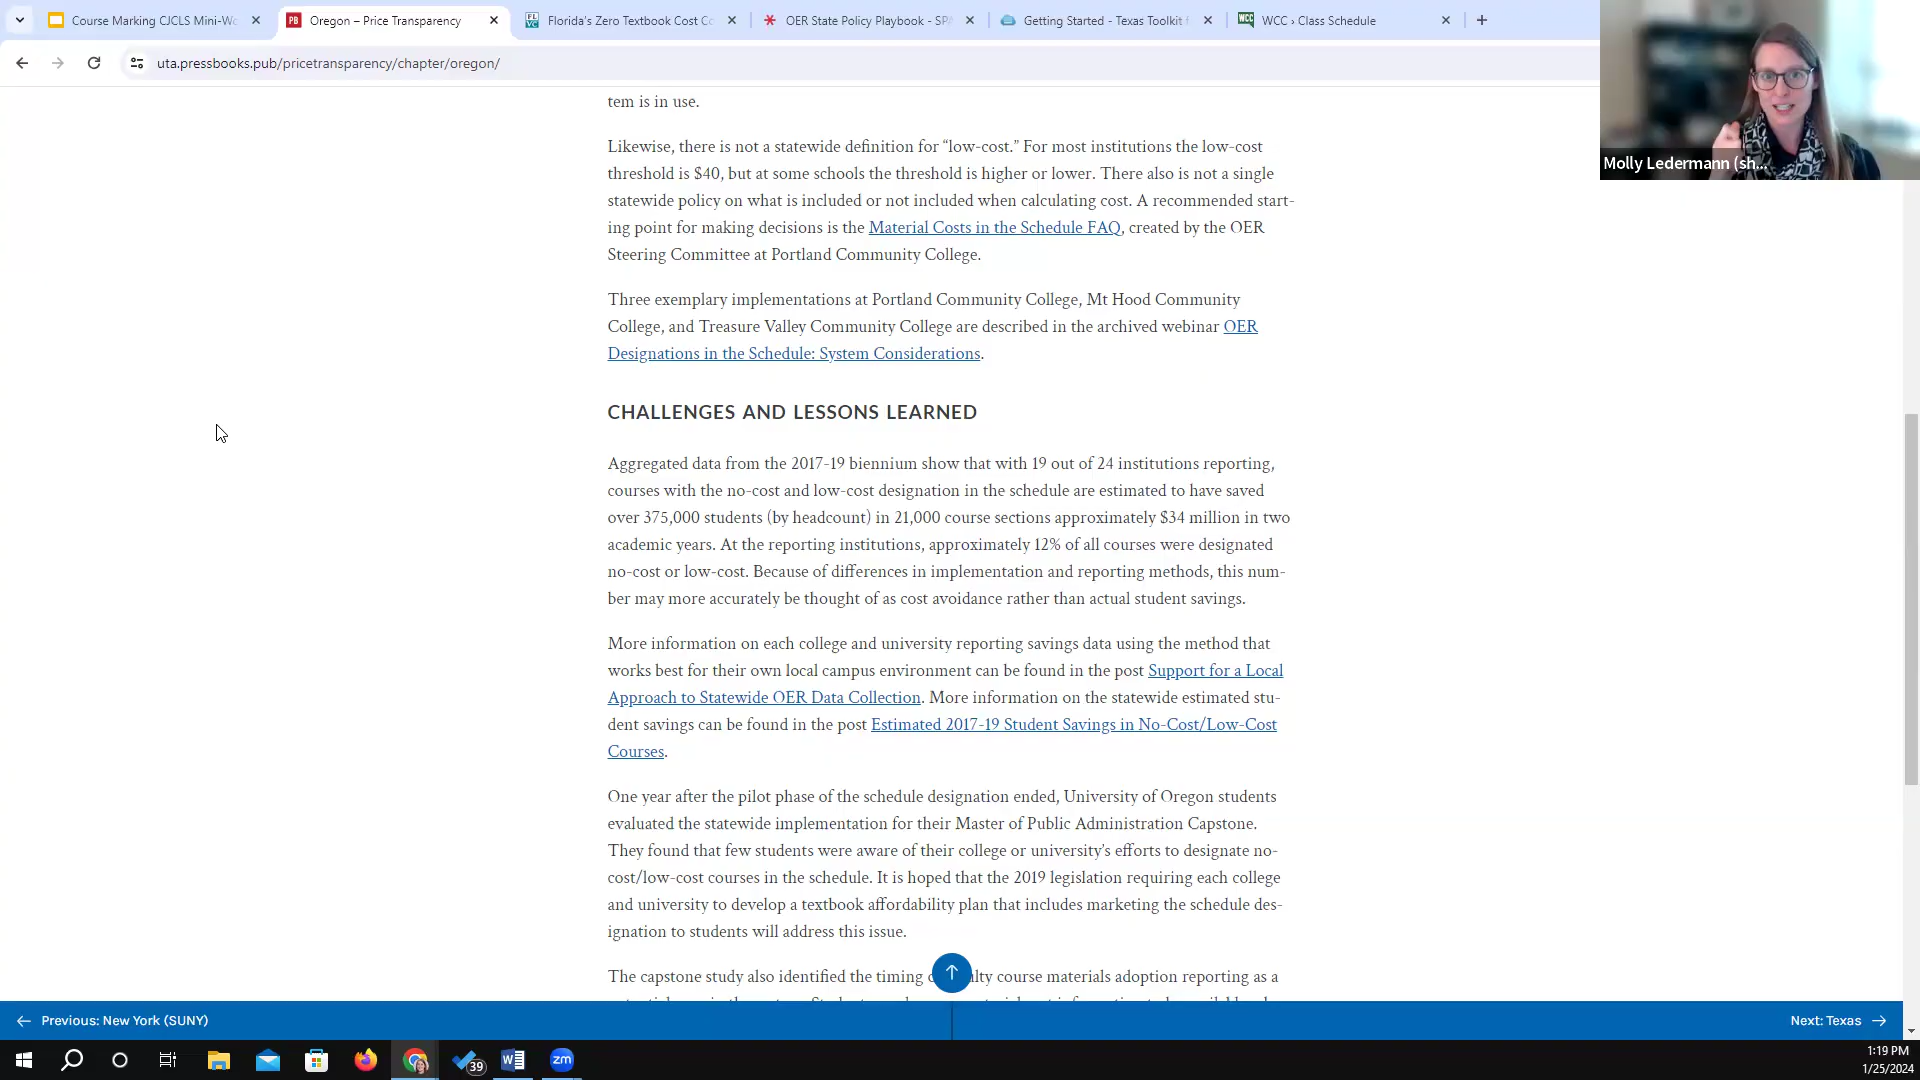 Course Marking CJCLS Mini-Wo
Oregon – Price Transparency
Florida's Zero Textbook Cost Co
OER State Policy Playbook - SPA
Getting Started - Texas Toolkit f
WCC › Class Schedule
uta.pressbooks.pub/pricetransparency/chapter/oregon/
Molly Ledermann (sh...
tem is in use.
Likewise, there is not a statewide definition for “low-cost.” For most institutions the low-cost
threshold is $40, but at some schools the threshold is higher or lower. There also is not a single
statewide policy on what is included or not included when calculating cost. A recommended start-
ing point for making decisions is the Material Costs in the Schedule FAQ, created by the OER
Steering Committee at Portland Community College.
Three exemplary implementations at Portland Community College, Mt Hood Community
College, and Treasure Valley Community College are described in the archived webinar OER
Designations in the Schedule: System Considerations.
CHALLENGES AND LESSONS LEARNED
Aggregated data from the 2017-19 biennium show that with 19 out of 24 institutions reporting,
courses with the no-cost and low-cost designation in the schedule are estimated to have saved
over 375,000 students (by headcount) in 21,000 course sections approximately $34 million in two
academic years. At the reporting institutions, approximately 12% of all courses were designated
no-cost or low-cost. Because of differences in implementation and reporting methods, this num-
ber may more accurately be thought of as cost avoidance rather than actual student savings.
More information on each college and university reporting savings data using the method that
works best for their own local campus environment can be found in the post Support for a Local
Approach to Statewide OER Data Collection. More information on the statewide estimated stu-
dent savings can be found in the post Estimated 2017-19 Student Savings in No-Cost/Low-Cost
Courses.
One year after the pilot phase of the schedule designation ended, University of Oregon students
evaluated the statewide implementation for their Master of Public Administration Capstone.
They found that few students were aware of their college or university's efforts to designate no-
cost/low-cost courses in the schedule. It is hoped that the 2019 legislation requiring each college
and university to develop a textbook affordability plan that includes marketing the schedule des-
ignation to students will address this issue.
The capstone study also identified the timing course materials adoption reporting as a
Previous: New York (SUNY)
Next: Texas
39
1:19 PM
1/25/2024